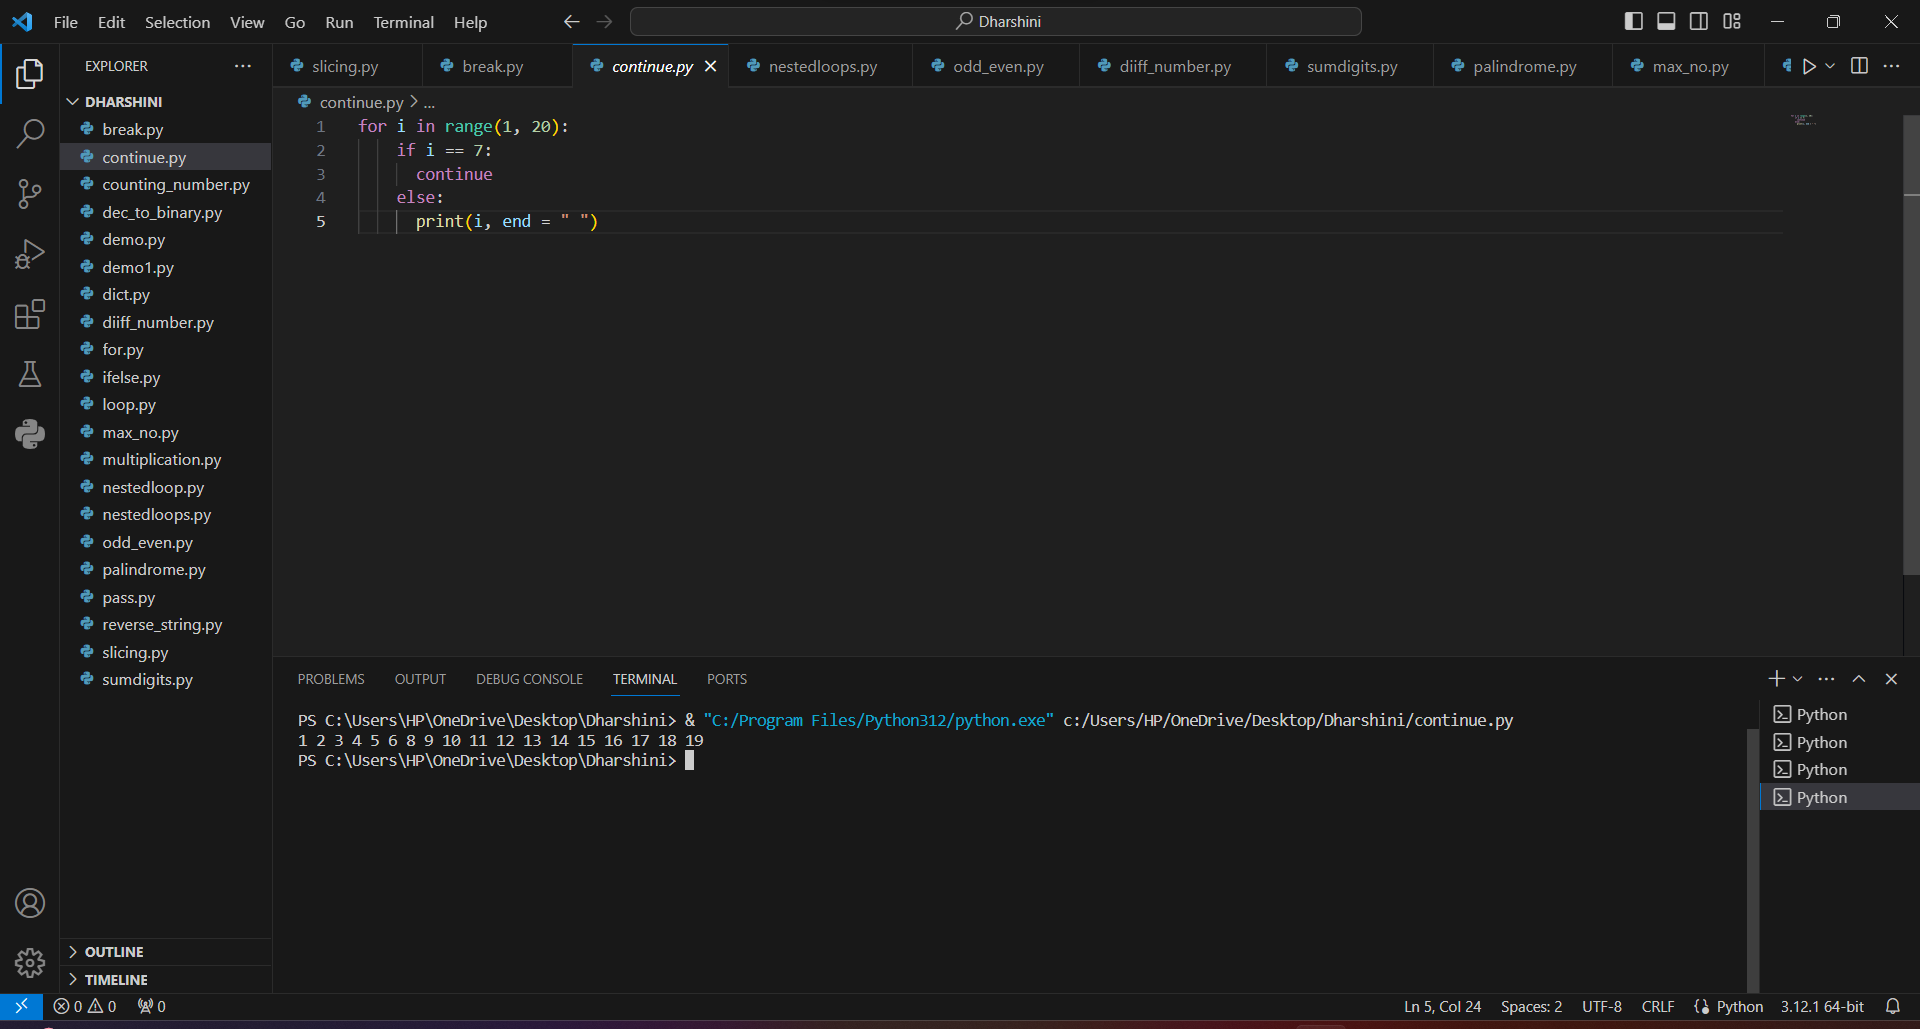 File Edit Selection View Go Run Terminal Help
Dharshini
EXPLORER
DHARSHINI
break.py
continue.py
counting_number.py
dec_to_binary.py
demo.py
demo1.py
dict.py
diiff_number.py
for.py
ifelse.py
loop.py
max_no.py
multiplication.py
nestedloop.py
nestedloops.py
odd_even.py
palindrome.py
pass.py
reverse_string.py
slicing.py
sumdigits.py
OUTLINE
TIMELINE
slicing.py break.py continue.py nestedloops.py odd_even.py diiff_number.py sumdigits.py palindrome.py max_no.py
continue.py > ...
1 for i in range(1, 20):
2 if i == 7:
3 continue
4 else:
5 print(i, end = " ")
PROBLEMS OUTPUT DEBUG CONSOLE TERMINAL PORTS
PS C:\Users\HP\OneDrive\Desktop\Dharshini> & "C:/Program Files/Python312/python.exe" c:/Users/HP/OneDrive/Desktop/Dharshini/continue.py
1 2 3 4 5 6 8 9 10 11 12 13 14 15 16 17 18 19
PS C:\Users\HP\OneDrive\Desktop\Dharshini>
Python
Python
Python
Python
0 0 0 Ln 5, Col 24 Spaces: 2 UTF-8 CRLF Python 3.12.1 64-bit